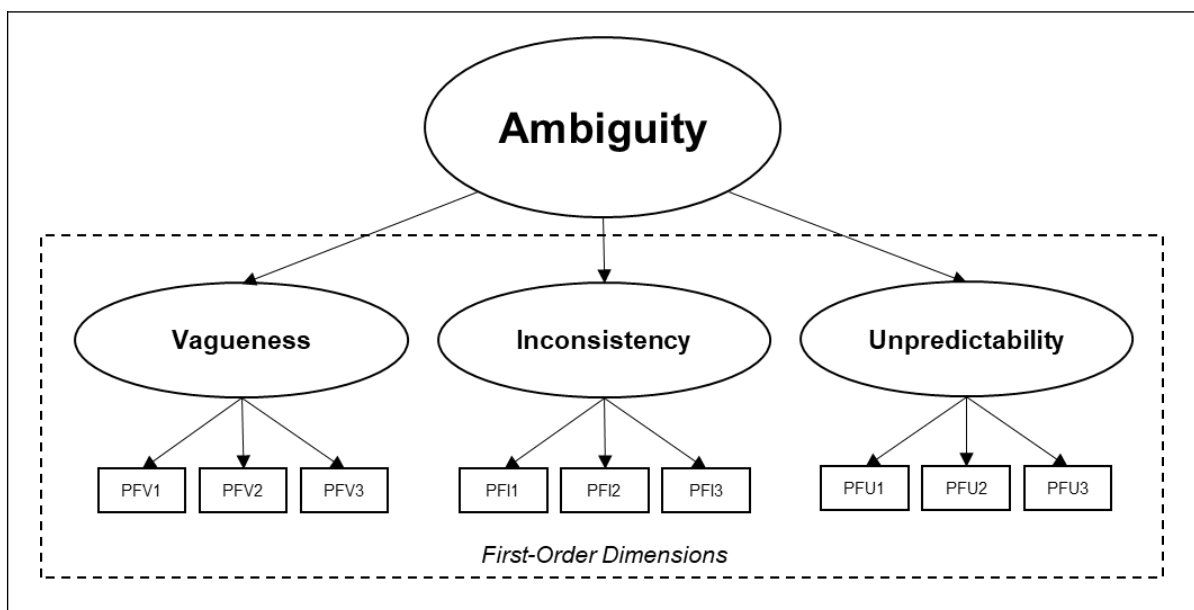 Ambiguity
Vagueness
Inconsistency
Unpredictability
PFV1
PFV2
PFV3
PFI1
PFI2
PFI3
PFU1
PFU2
PFU3
First-Order Dimensions